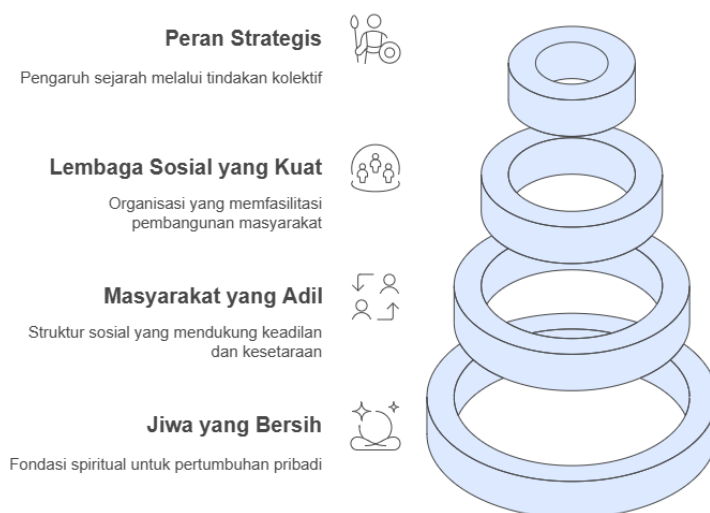 Peran Strategis
Pengaruh sejarah melalui tindakan kolektif
Lembaga Sosial yang Kuat
Organisasi yang memfasilitasi
pembangunan masyarakat
Masyarakat yang Adil
Struktur sosial yang mendukung keadilan
dan kesetaraan
Jiwa yang Bersih
Fondasi spiritual untuk pertumbuhan pribadi